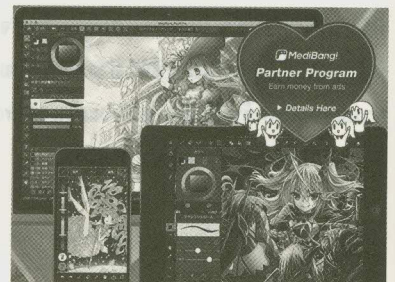 MediBang!
Partner Program
Earn money from ads
▶ Details Here